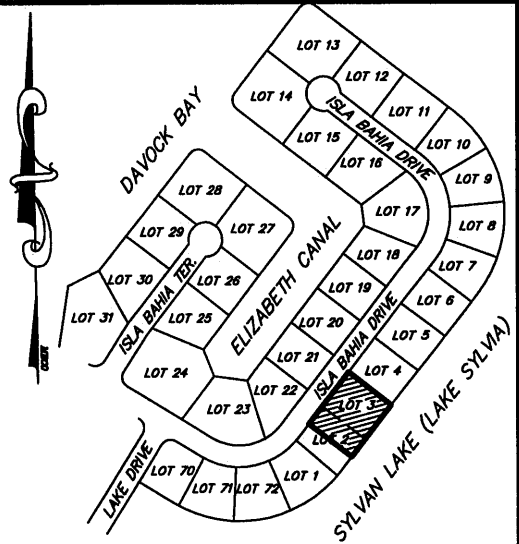 LOT 13
LOT 12
LOT 14
LOT 11
ISLA BAHIA DRIVE
LOT 15
LOT 10
LOT 16
LOT 9
DAVOCK BAY
LOT 28
LOT 17
LOT 8
LOT 29
LOT 27
LOT 18
LOT 7
LOT 30
LOT 26
ELIZABETH CANAL
LOT 19
LOT 6
LOT 31
ISLA BAHIA TER.
LOT 25
LOT 20
ISLA BAHIA DRIVE
LOT 5
LOT 21
LOT 4
LOT 24
LOT 22
LOT 3
LOT 23
LOT 2
SYLVAN LAKE (LAKE SYLVIA)
LAKE DRIVE
LOT 70
LOT 71
LOT 72
LOT 1